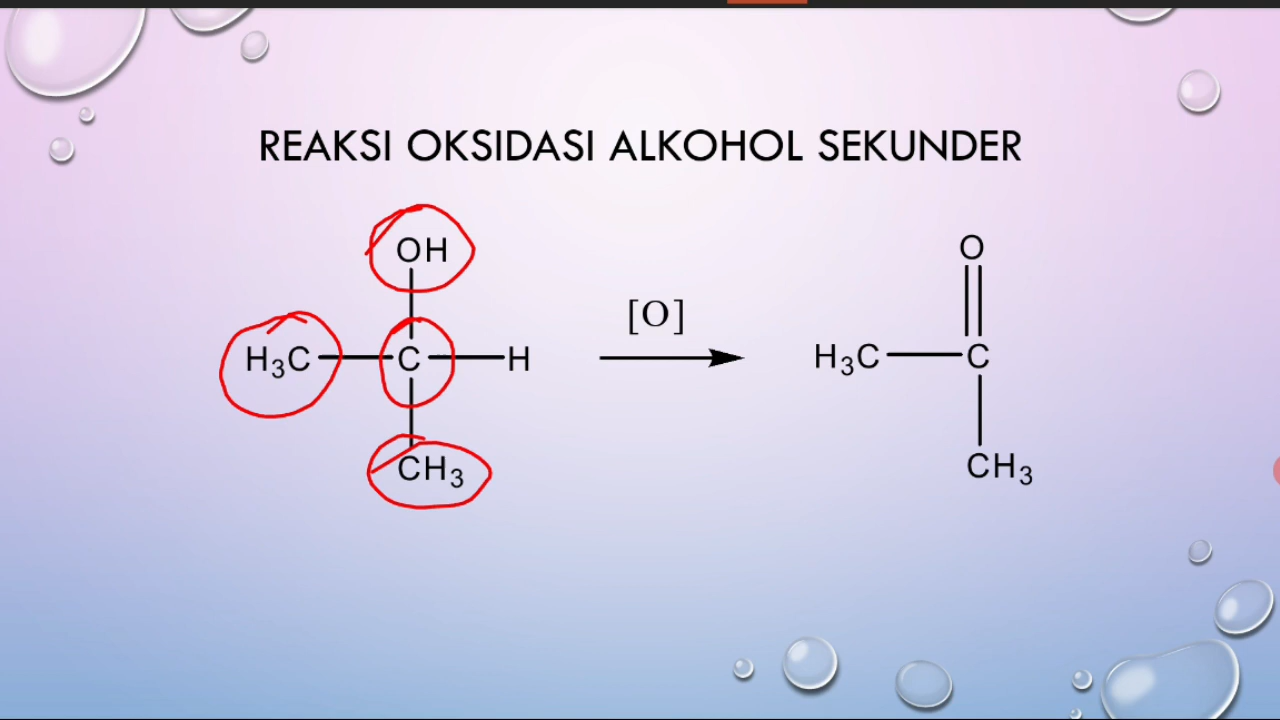 REAKSI OKSIDASI ALKOHOL SEKUNDER
OH
H₃C C H
CH₃
[O]
O
H₃C C
CH₃